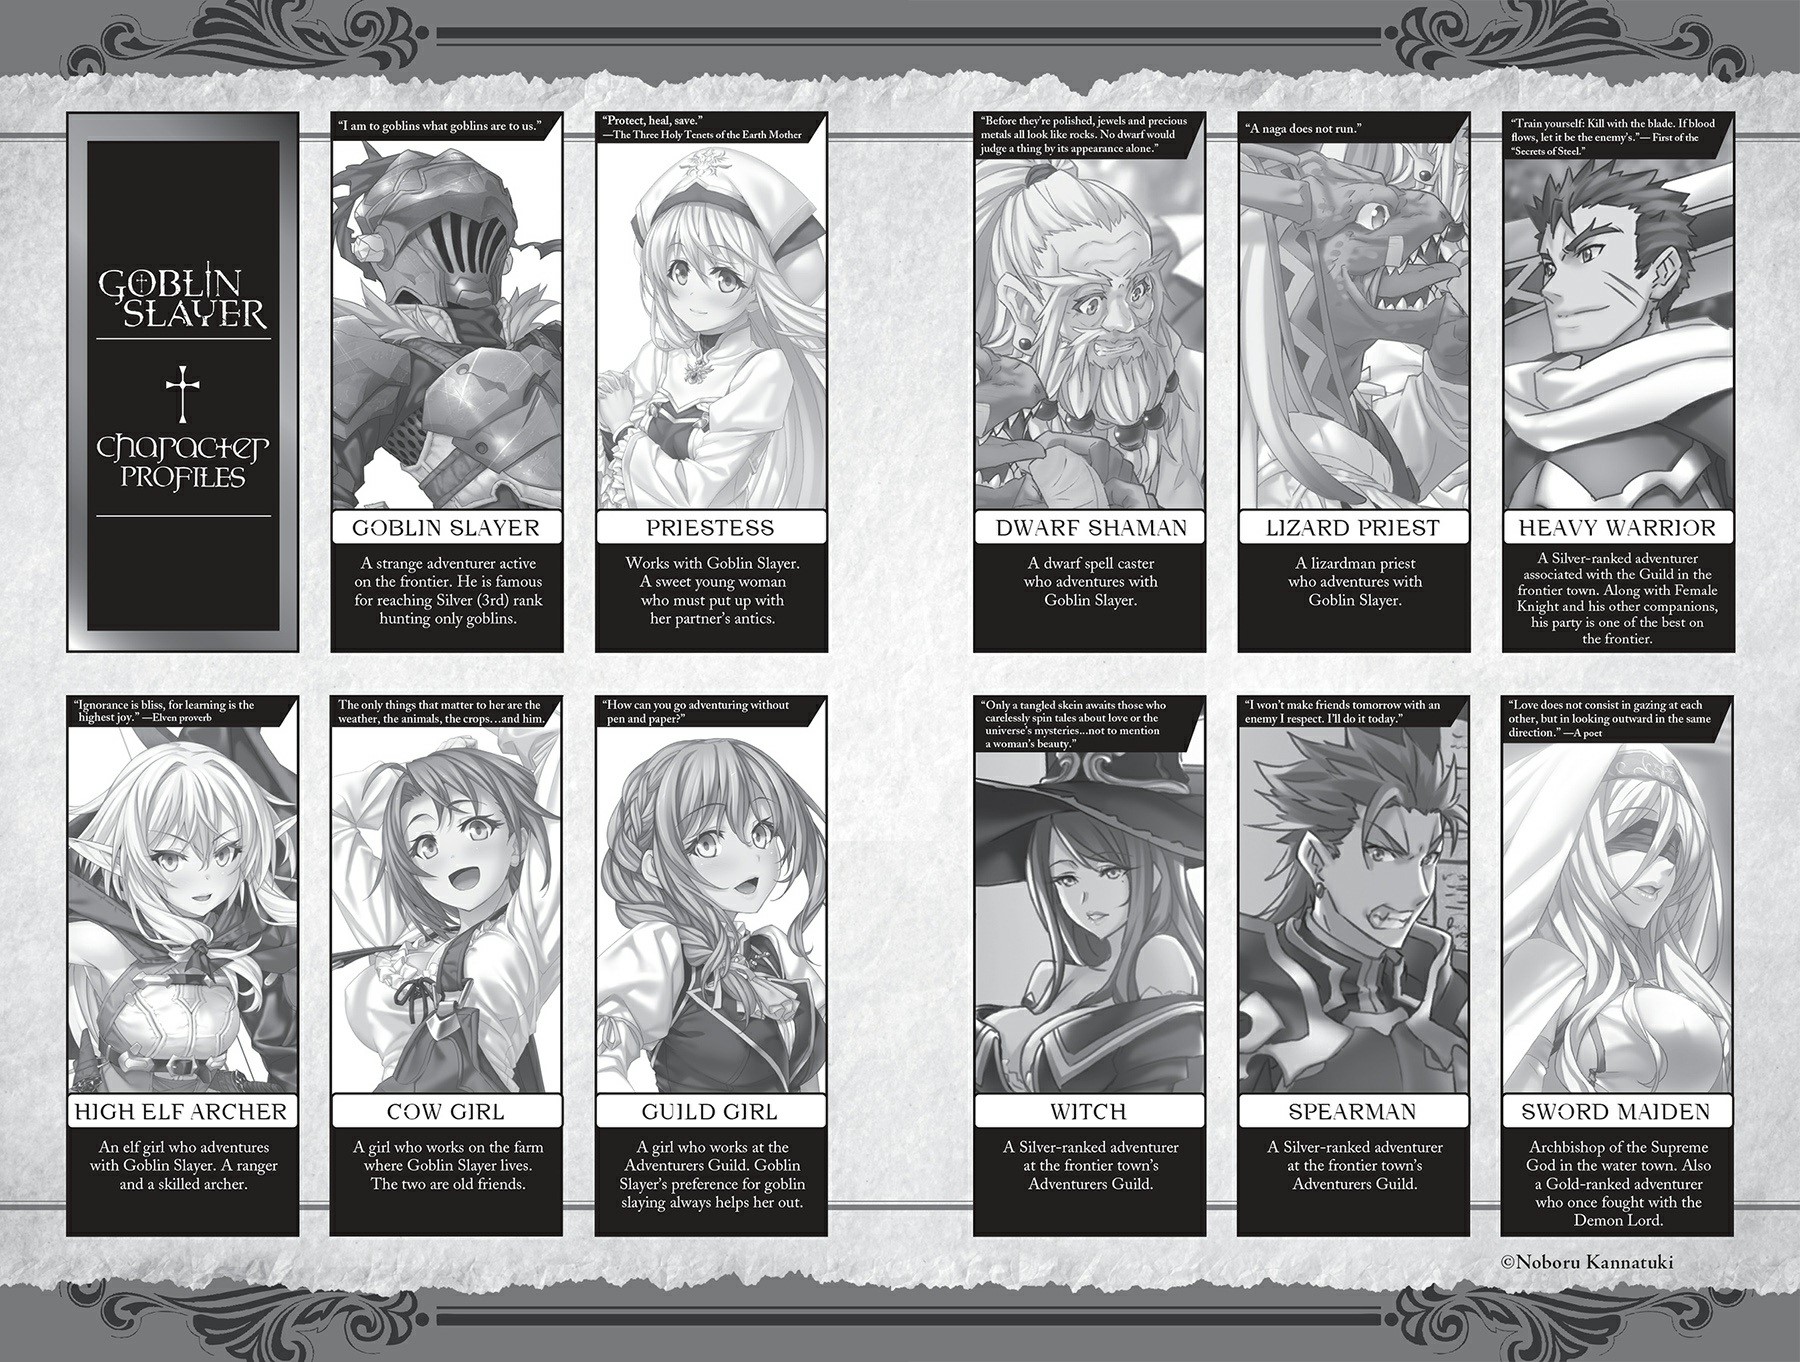 GOBLIN
SLAYER
CHARACTER
PROFILES
“I am to goblins what goblins are to us.”
GOBLIN SLAYER
A strange adventurer active
on the frontier. He is famous
for reaching Silver (3rd) rank
hunting only goblins.
“Protect, heal, save.”
—The Three Holy Tenets of the Earth Mother
PRIESTESS
Works with Goblin Slayer.
A sweet young woman
who must put up with
her partner’s antics.
“Before they’re polished, jewels and precious
metals all look like rocks. No dwarf would
judge a thing by its appearance alone.”
DWARF SHAMAN
A dwarf spell caster
who adventures with
Goblin Slayer.
“A naga does not run.”
LIZARD PRIEST
A lizardman priest
who adventures with
Goblin Slayer.
“Train yourself: Kill with the blade. If blood
flows, let it be the enemy’s.”— First of the
“Secrets of Steel.”
HEAVY WARRIOR
A Silver-ranked adventurer
associated with the Guild in the
frontier town. Along with Female
Knight and his other companions,
his party is one of the best on
the frontier.
“Ignorance is bliss, for learning is the
highest joy.” —Elven proverb
HIGH ELF ARCHER
An elf girl who adventures
with Goblin Slayer. A ranger
and a skilled archer.
The only things that matter to her are the
weather, the animals, the crops…and him.
COW GIRL
A girl who works on the farm
where Goblin Slayer lives.
The two are old friends.
“How can you go adventuring without
pen and paper?”
GUILD GIRL
A girl who works at the
Adventurers Guild. Goblin
Slayer’s preference for goblin
slaying always helps her out.
“Only a tangled skein awaits those who
carelessly spin tales about love or the
universe’s mysteries...not to mention
a woman’s beauty.”
WITCH
A Silver-ranked adventurer
at the frontier town’s
Adventurers Guild.
“I won’t make friends tomorrow with an
enemy I respect. I’ll do it today.”
SPEARMAN
A Silver-ranked adventurer
at the frontier town’s
Adventurers Guild.
“Love does not consist in gazing at each
other, but in looking outward in the same
direction.” —A poet
SWORD MAIDEN
Archbishop of the Supreme
God in the water town. Also
a Gold-ranked adventurer
who once fought with the
Demon Lord.
©Noboru Kannatuki